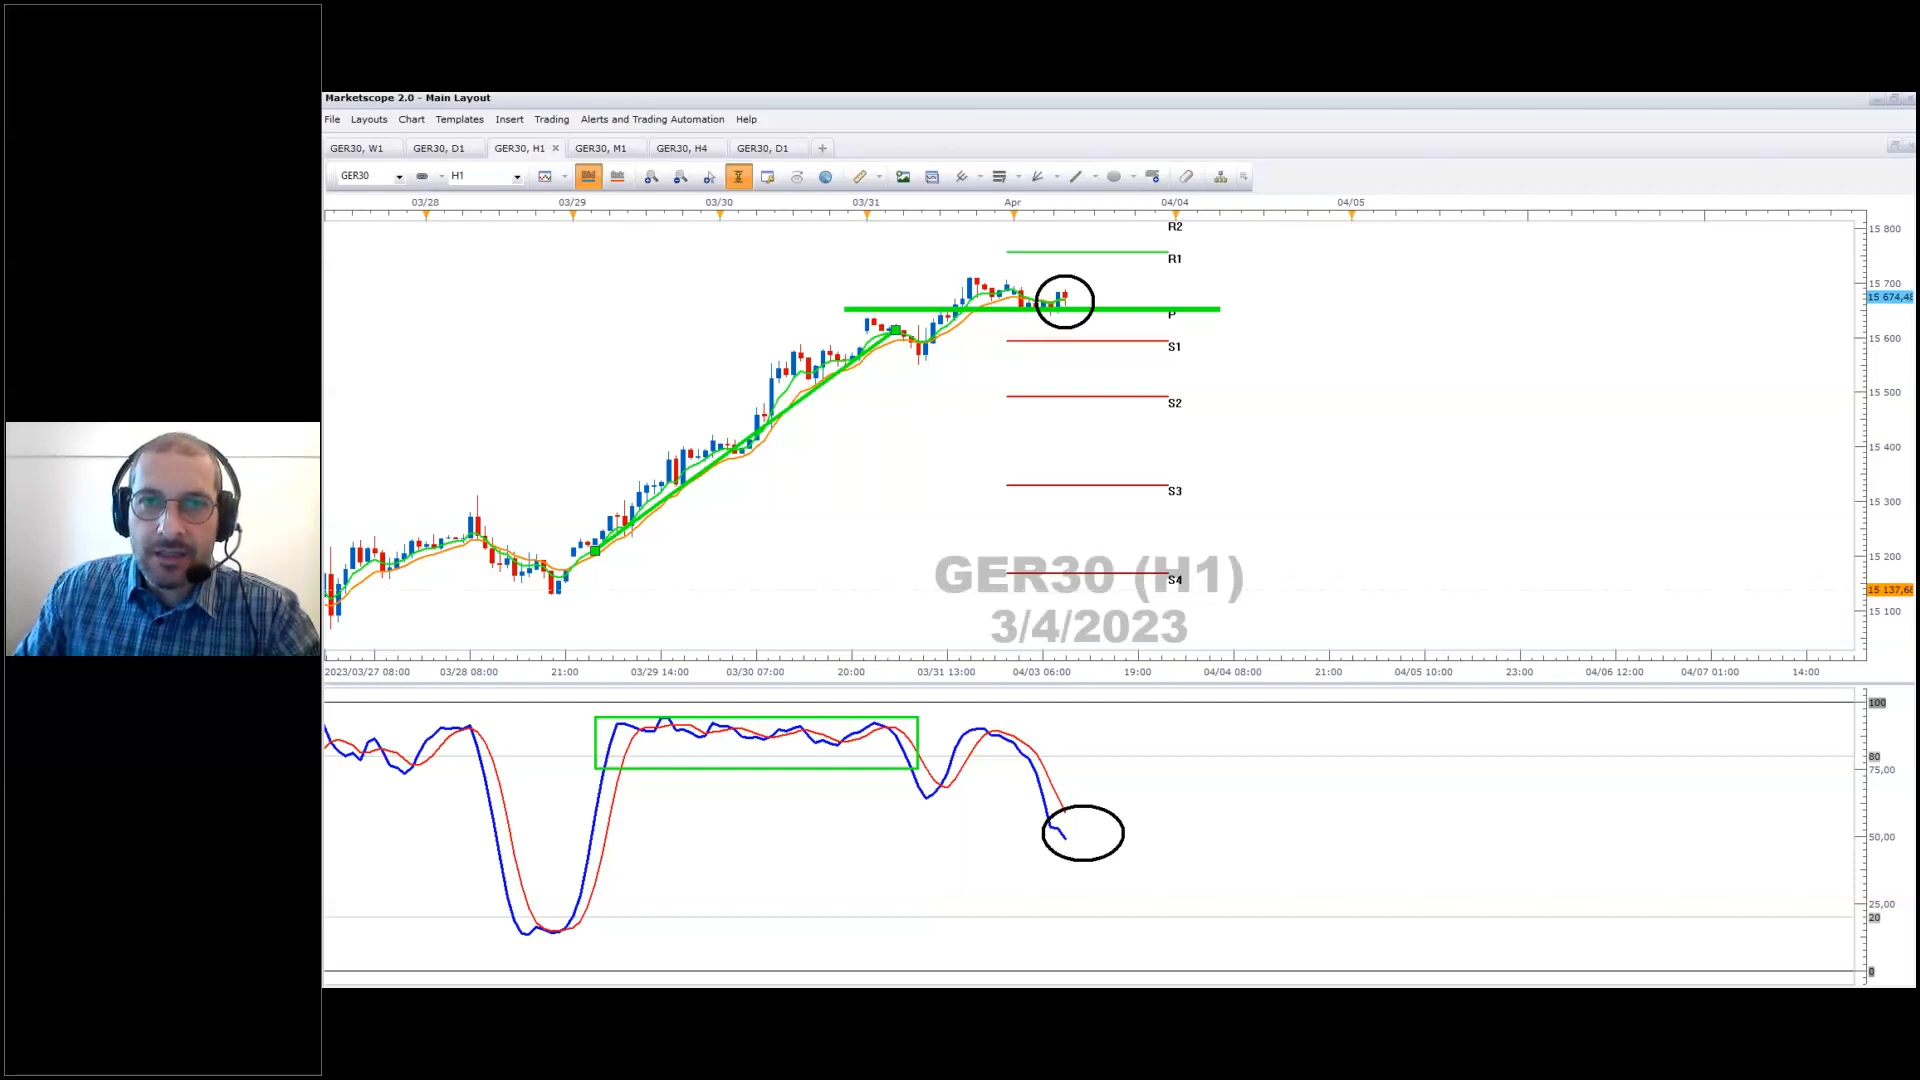 Marketscope 2.0 - Main Layout
File Layouts Chart Templates Insert Trading Alerts and Trading Automation Help
GER30, W1 GER30, D1 GER30, H1 GER30, M1 GER30, H4 GER30, D1
GER30 H1
03/28 03/29 03/30 03/31 Apr 04/04 04/05
R2
15 800
R1
15 700
15 674,48
P
15 600
S1
15 500
S2
15 400
S3
15 300
15 200
GER30 (H1)
S4
15 137,68
15 100
3/4/2023
2023/03/27 08:00 03/28 08:00 21:00 03/29 14:00 03/30 07:00 20:00 03/31 13:00 04/03 06:00 19:00 04/04 08:00 21:00 04/05 10:00 23:00 04/06 12:00 04/07 01:00 14:00
100
80
75,00
50,00
25,00
20
0